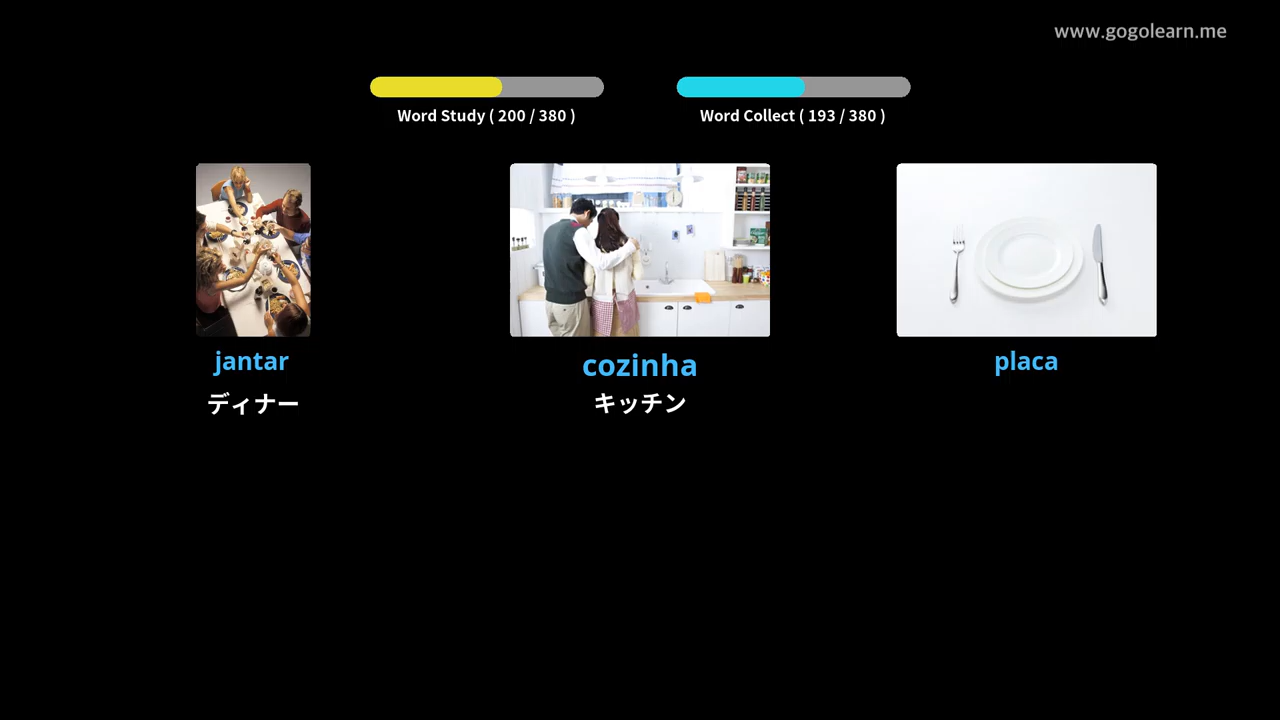 www.gogolearn.me
Word Study ( 200 / 380 )
Word Collect ( 193 / 380 )
jantar
cozinha
placa
ディナー
キッチン